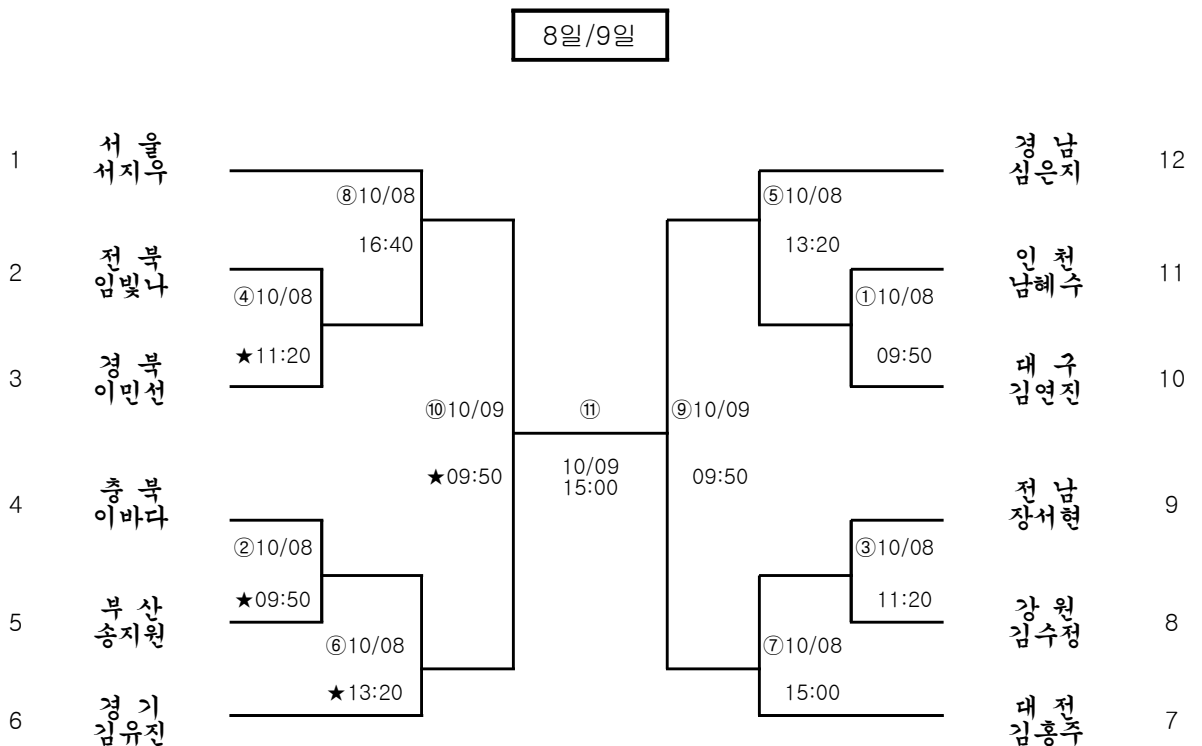 8일/9일
1
서 울
서지우
2
전 북
임빛나
3
경 북
이민선
4
충 북
이바다
5
부 산
송지원
6
경 기
김유진
⑧10/08
16:40
④10/08
★11:20
②10/08
★09:50
⑥10/08
★13:20
⑩10/09
★09:50
⑪
10/09
15:00
⑨10/09
09:50
⑤10/08
13:20
①10/08
09:50
③10/08
11:20
⑦10/08
15:00
경 남
심은지
12
인 천
남혜수
11
대 구
김연진
10
전 남
장서현
9
강 원
김수정
8
대 전
김홍주
7